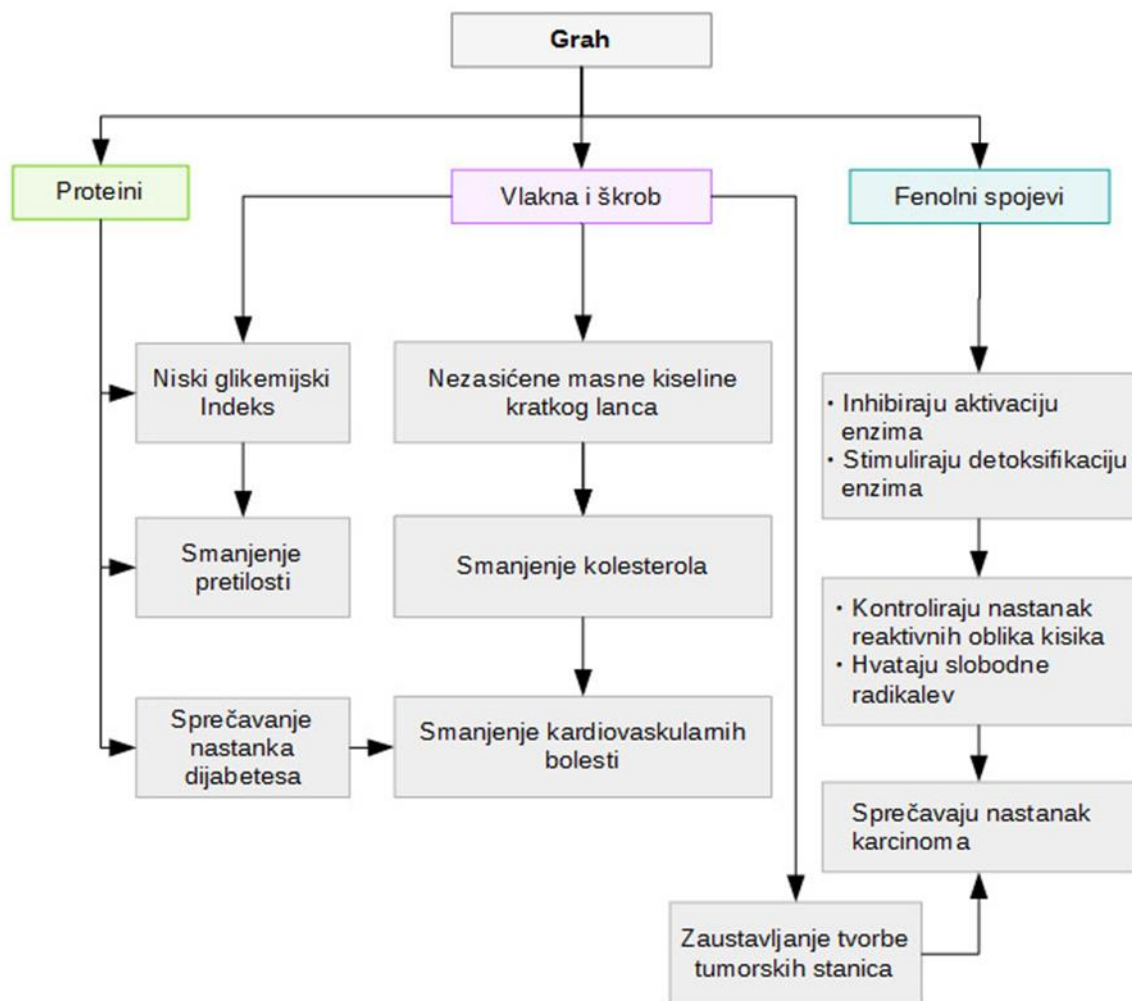 Grah
Proteini
Vlakna i škrob
Fenolni spojevi
Niski glikemijski
Indeks
Nezasićene masne kiseline
kratkog lanca
• Inhibiraju aktivaciju
enzima
• Stimuliraju detoksifikaciju
enzima
Smanjenje
pretilosti
Smanjenje kolesterola
• Kontroliraju nastanak
reaktivnih oblika kisika
• Hvataju slobodne
radikalev
Sprečavanje
nastanka
dijabetesa
Smanjenje kardiovaskularnih
bolesti
Sprečavaju nastanak
karcinoma
Zaustavljanje tvorbe
tumorskih stanica